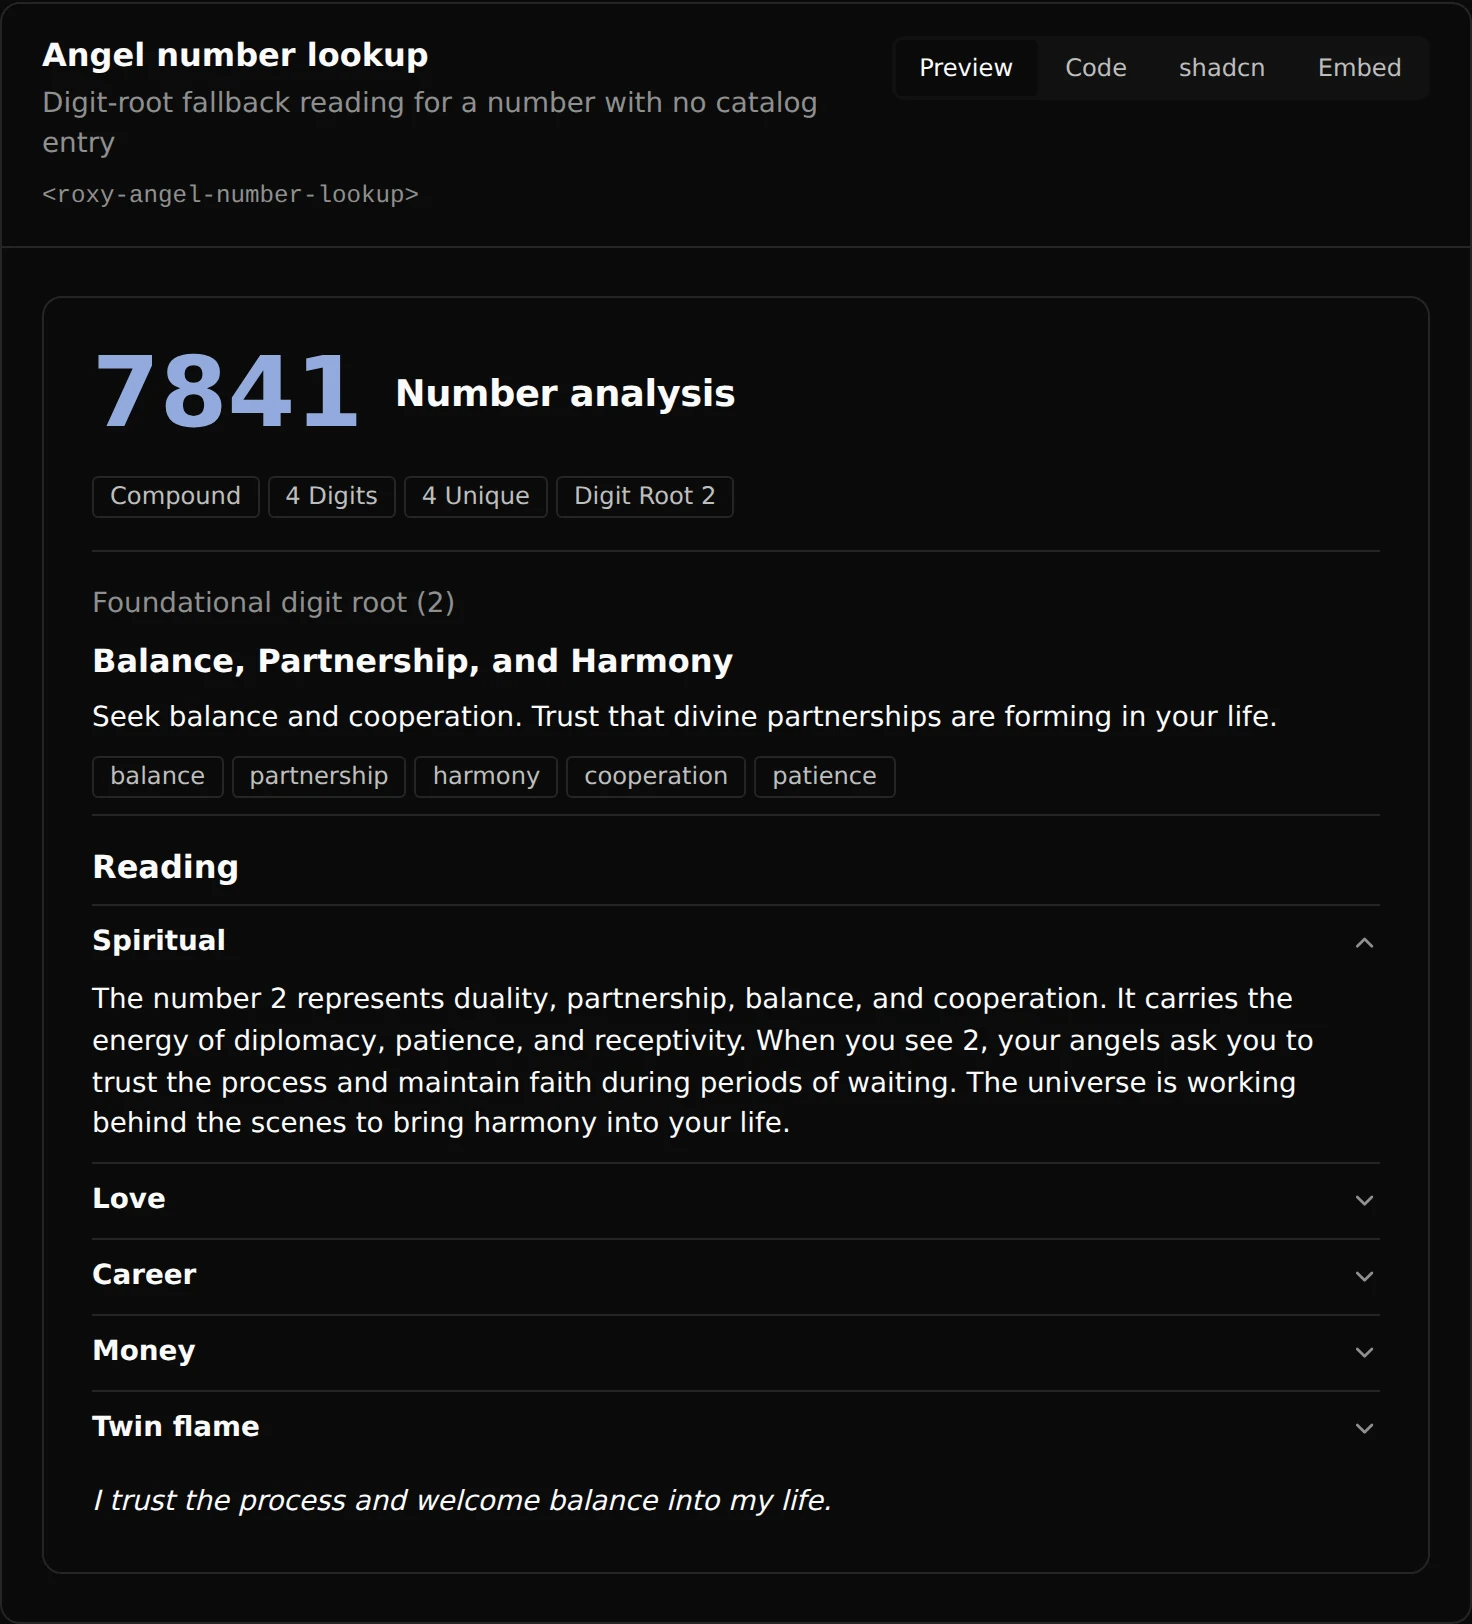 Angel number lookup
Digit-root fallback reading for a number with no catalog
entry
<roxy-angel-number-lookup>
Preview
Code
shadcn
Embed
7841
Number analysis
Compound
4 Digits
4 Unique
Digit Root 2
Foundational digit root (2)
Balance, Partnership, and Harmony
Seek balance and cooperation. Trust that divine partnerships are forming in your life.
balance
partnership
harmony
cooperation
patience
Reading
Spiritual
The number 2 represents duality, partnership, balance, and cooperation. It carries the
energy of diplomacy, patience, and receptivity. When you see 2, your angels ask you to
trust the process and maintain faith during periods of waiting. The universe is working
behind the scenes to bring harmony into your life.
Love
Career
Money
Twin flame
I trust the process and welcome balance into my life.